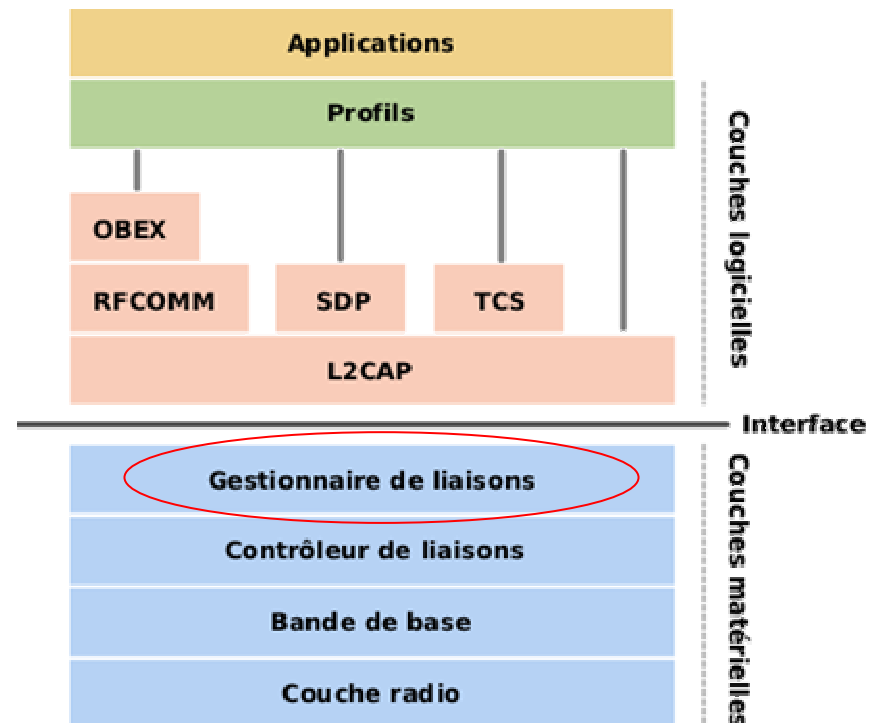 Applications
Profils
OBEX
RFCOMM
SDP
TCS
L2CAP
Couches logicielles
Interface
Gestionnaire de liaisons
Contrôleur de liaisons
Bande de base
Couche radio
Couches matérielles